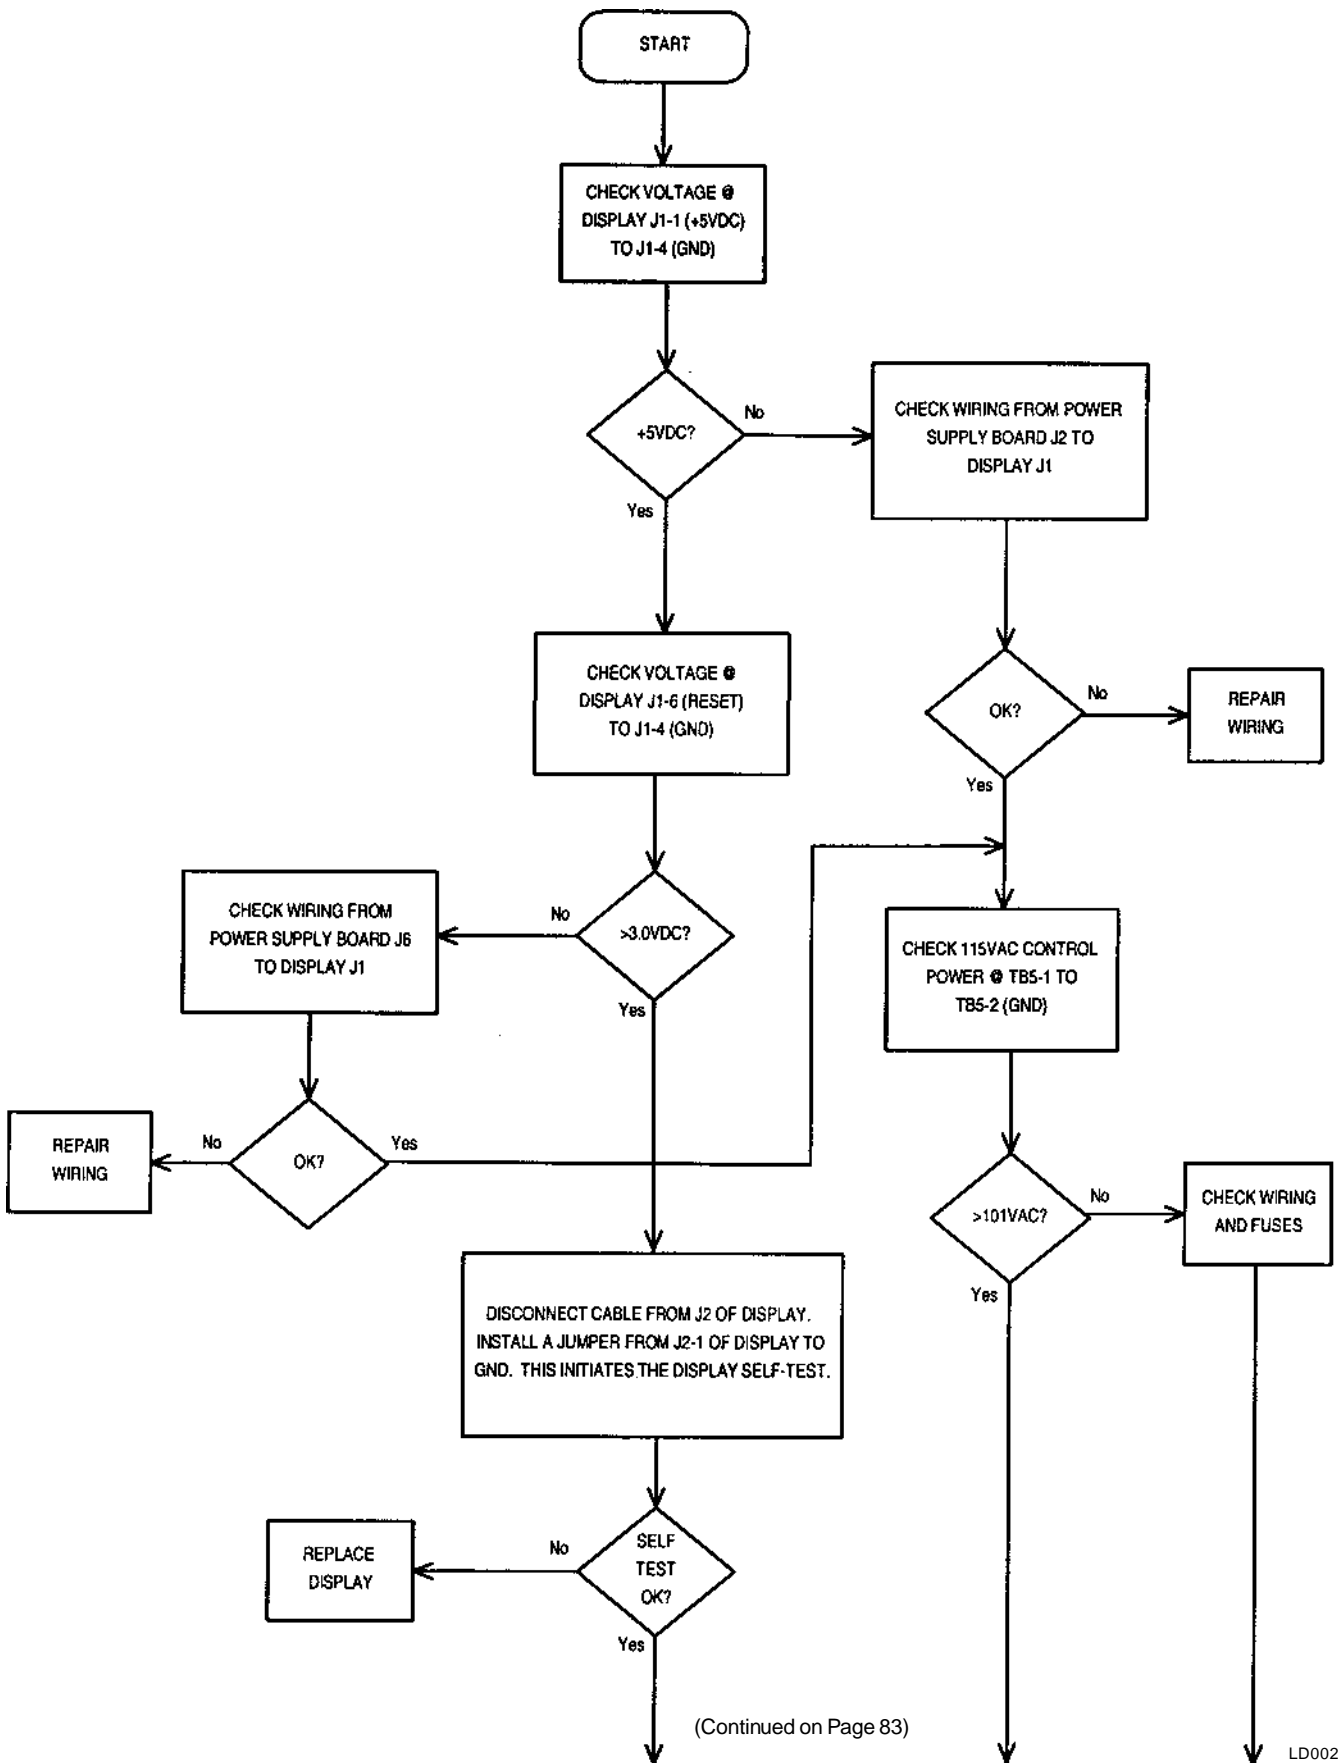 START
CHECK VOLTAGE @
DISPLAY J1-1 (+5VDC)
TO J1-4 (GND)
+5VDC?
No
Yes
CHECK WIRING FROM POWER
SUPPLY BOARD J2 TO
DISPLAY J1
CHECK VOLTAGE @
DISPLAY J1-6 (RESET)
TO J1-4 (GND)
OK?
No
Yes
REPAIR
WIRING
CHECK WIRING FROM
POWER SUPPLY BOARD J6
TO DISPLAY J1
No
>3.0VDC?
Yes
CHECK 115VAC CONTROL
POWER @ TB5-1 TO
TB5-2 (GND)
REPAIR
WIRING
No
OK?
Yes
>101VAC?
No
Yes
CHECK WIRING
AND FUSES
DISCONNECT CABLE FROM J2 OF DISPLAY.
INSTALL A JUMPER FROM J2-1 OF DISPLAY TO
GND. THIS INITIATES THE DISPLAY SELF-TEST.
REPLACE
DISPLAY
No
SELF
TEST
OK?
Yes
(Continued on Page 83)
LD002